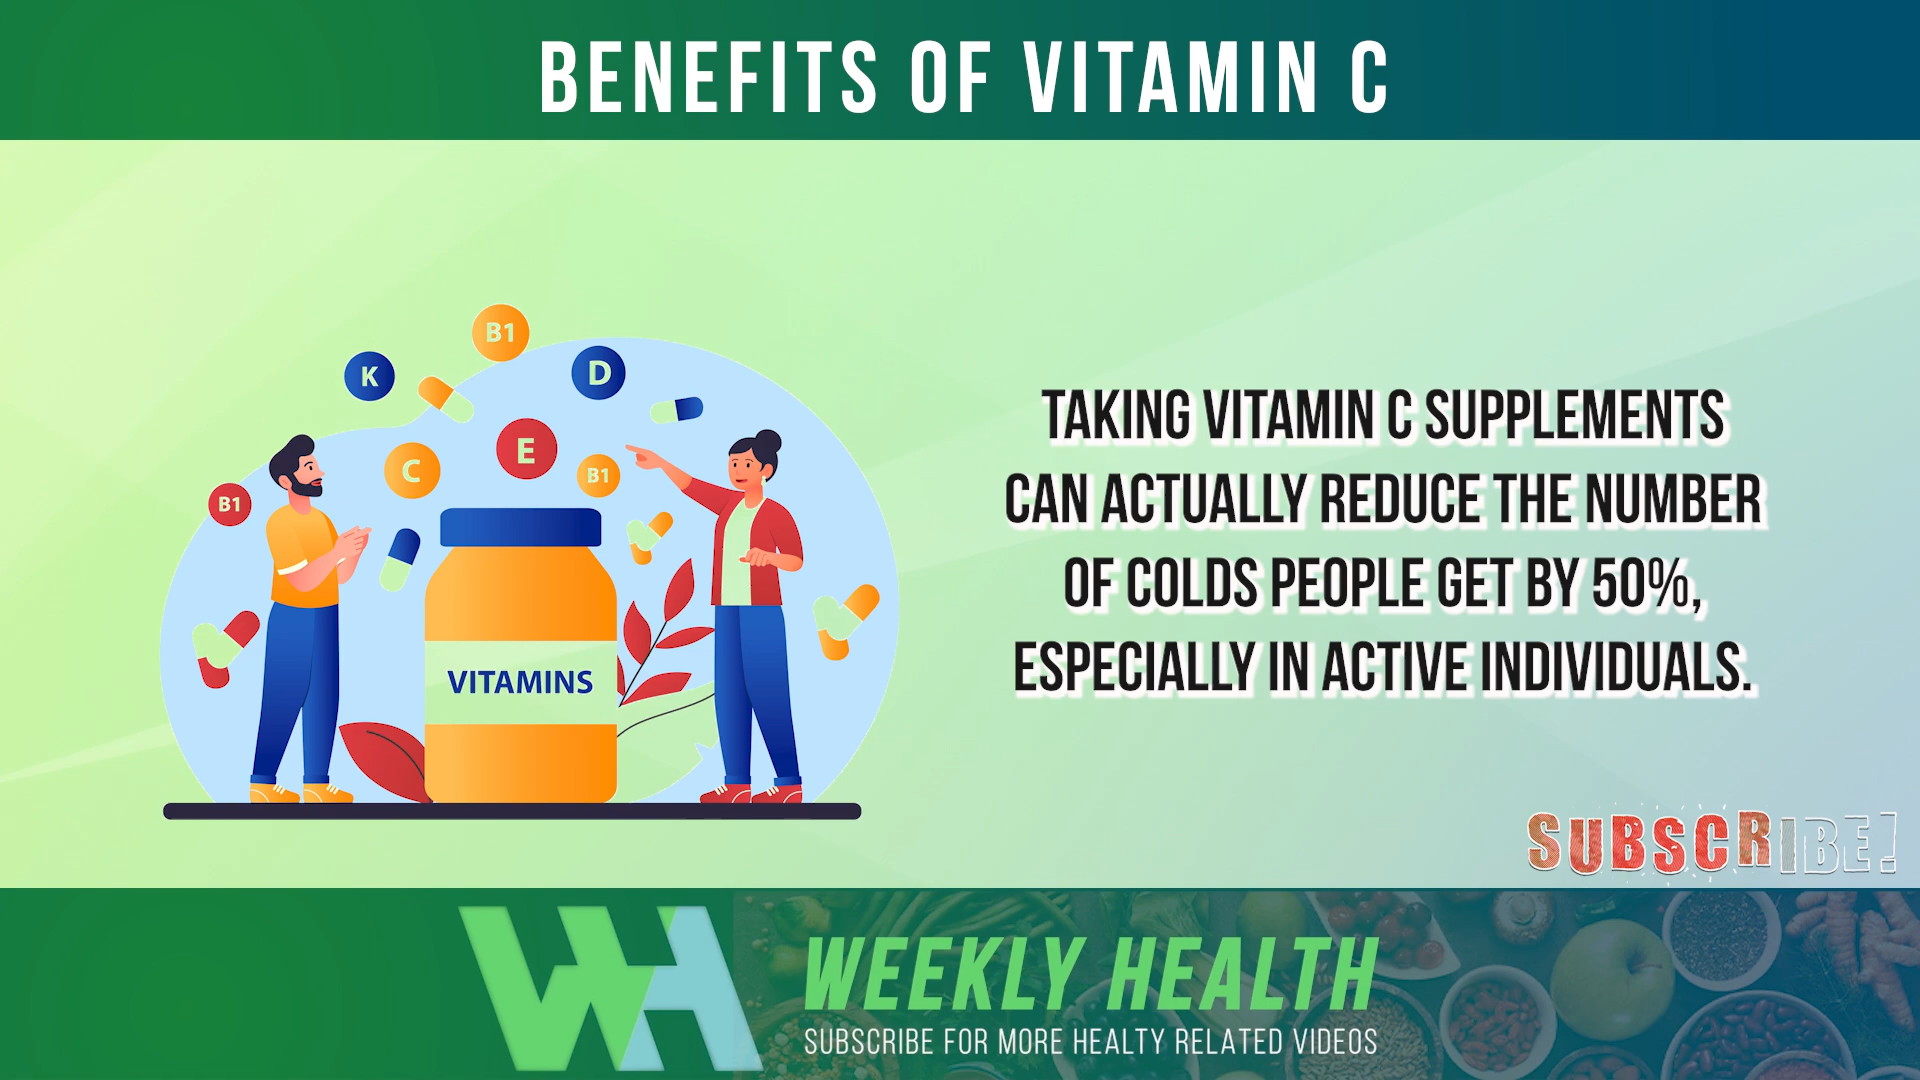 BENEFITS OF VITAMIN C
B1
K
D
E
C
B1
B1
VITAMINS
TAKING VITAMIN C SUPPLEMENTS
CAN ACTUALLY REDUCE THE NUMBER
OF COLDS PEOPLE GET BY 50%,
ESPECIALLY IN ACTIVE INDIVIDUALS.
SUBSCRIBE!
WH
WEEKLY HEALTH
SUBSCRIBE FOR MORE HEALTY RELATED VIDEOS